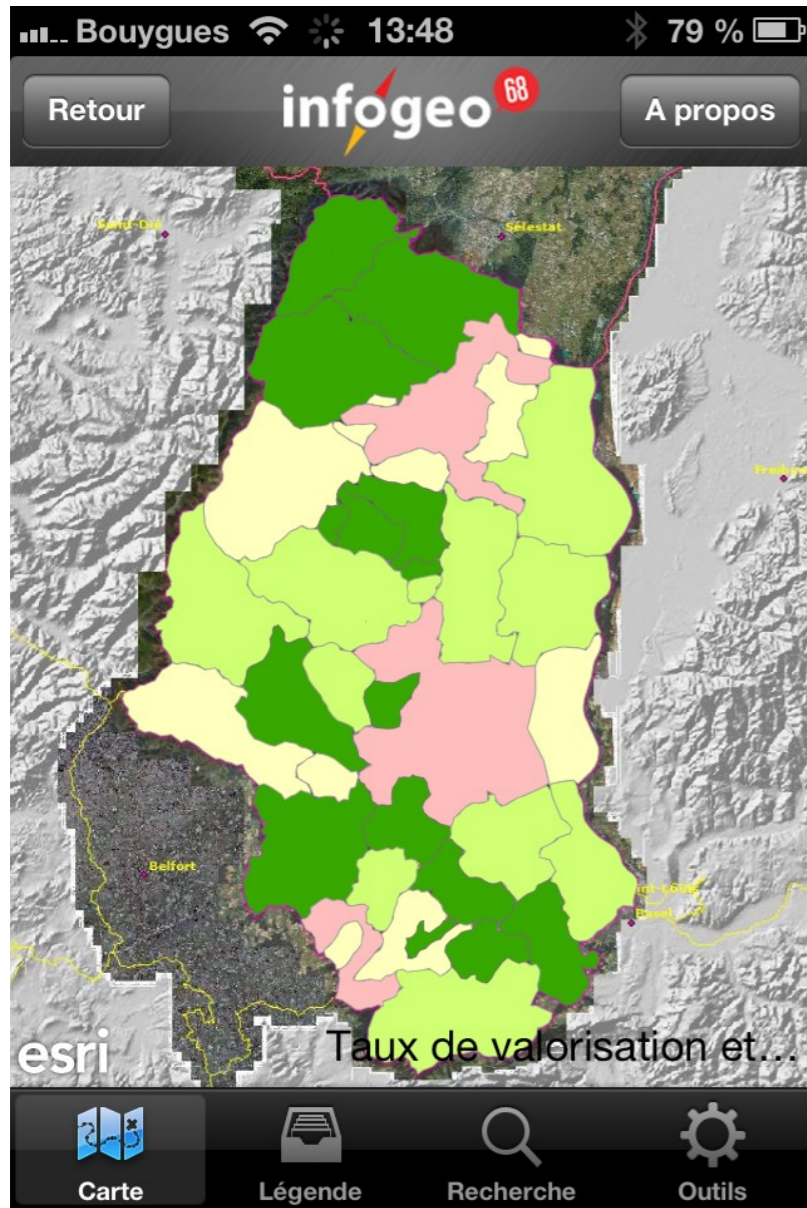 Bouygues 13:48 79 %
Retour infogeo 68 A propos
Saint-Dié
Sélestat
Belfort
Basel
esri Taux de valorisation et...
Carte Légende Recherche Outils